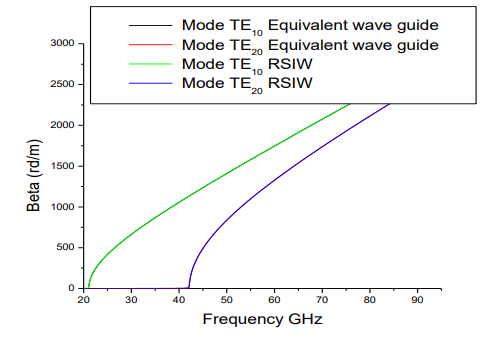 Mode TE10 Equivalent wave guide
Mode TE20 Equivalent wave guide
Mode TE10 RSIW
Mode TE20 RSIW
3000
2500
2000
1500
1000
500
0
Beta (rd/m)
20 30 40 50 60 70 80 90
Frequency GHz